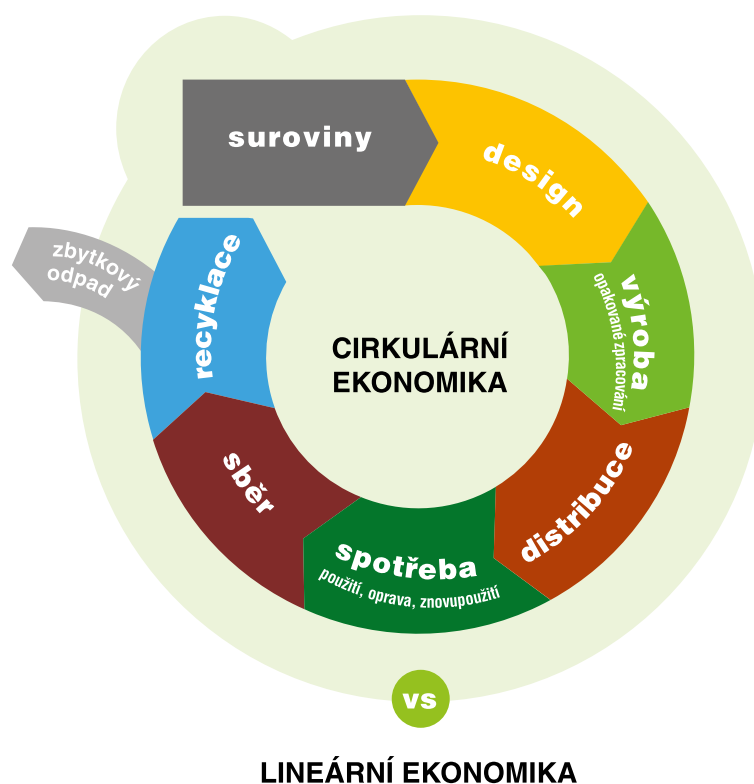 suroviny
design
výroba
opakované zpracování
distribuce
spotřeba
použití, oprava, znovupoužití
sběr
recyklace
zbytkový
odpad
CIRKULÁRNÍ
EKONOMIKA
vs
LINEÁRNÍ EKONOMIKA